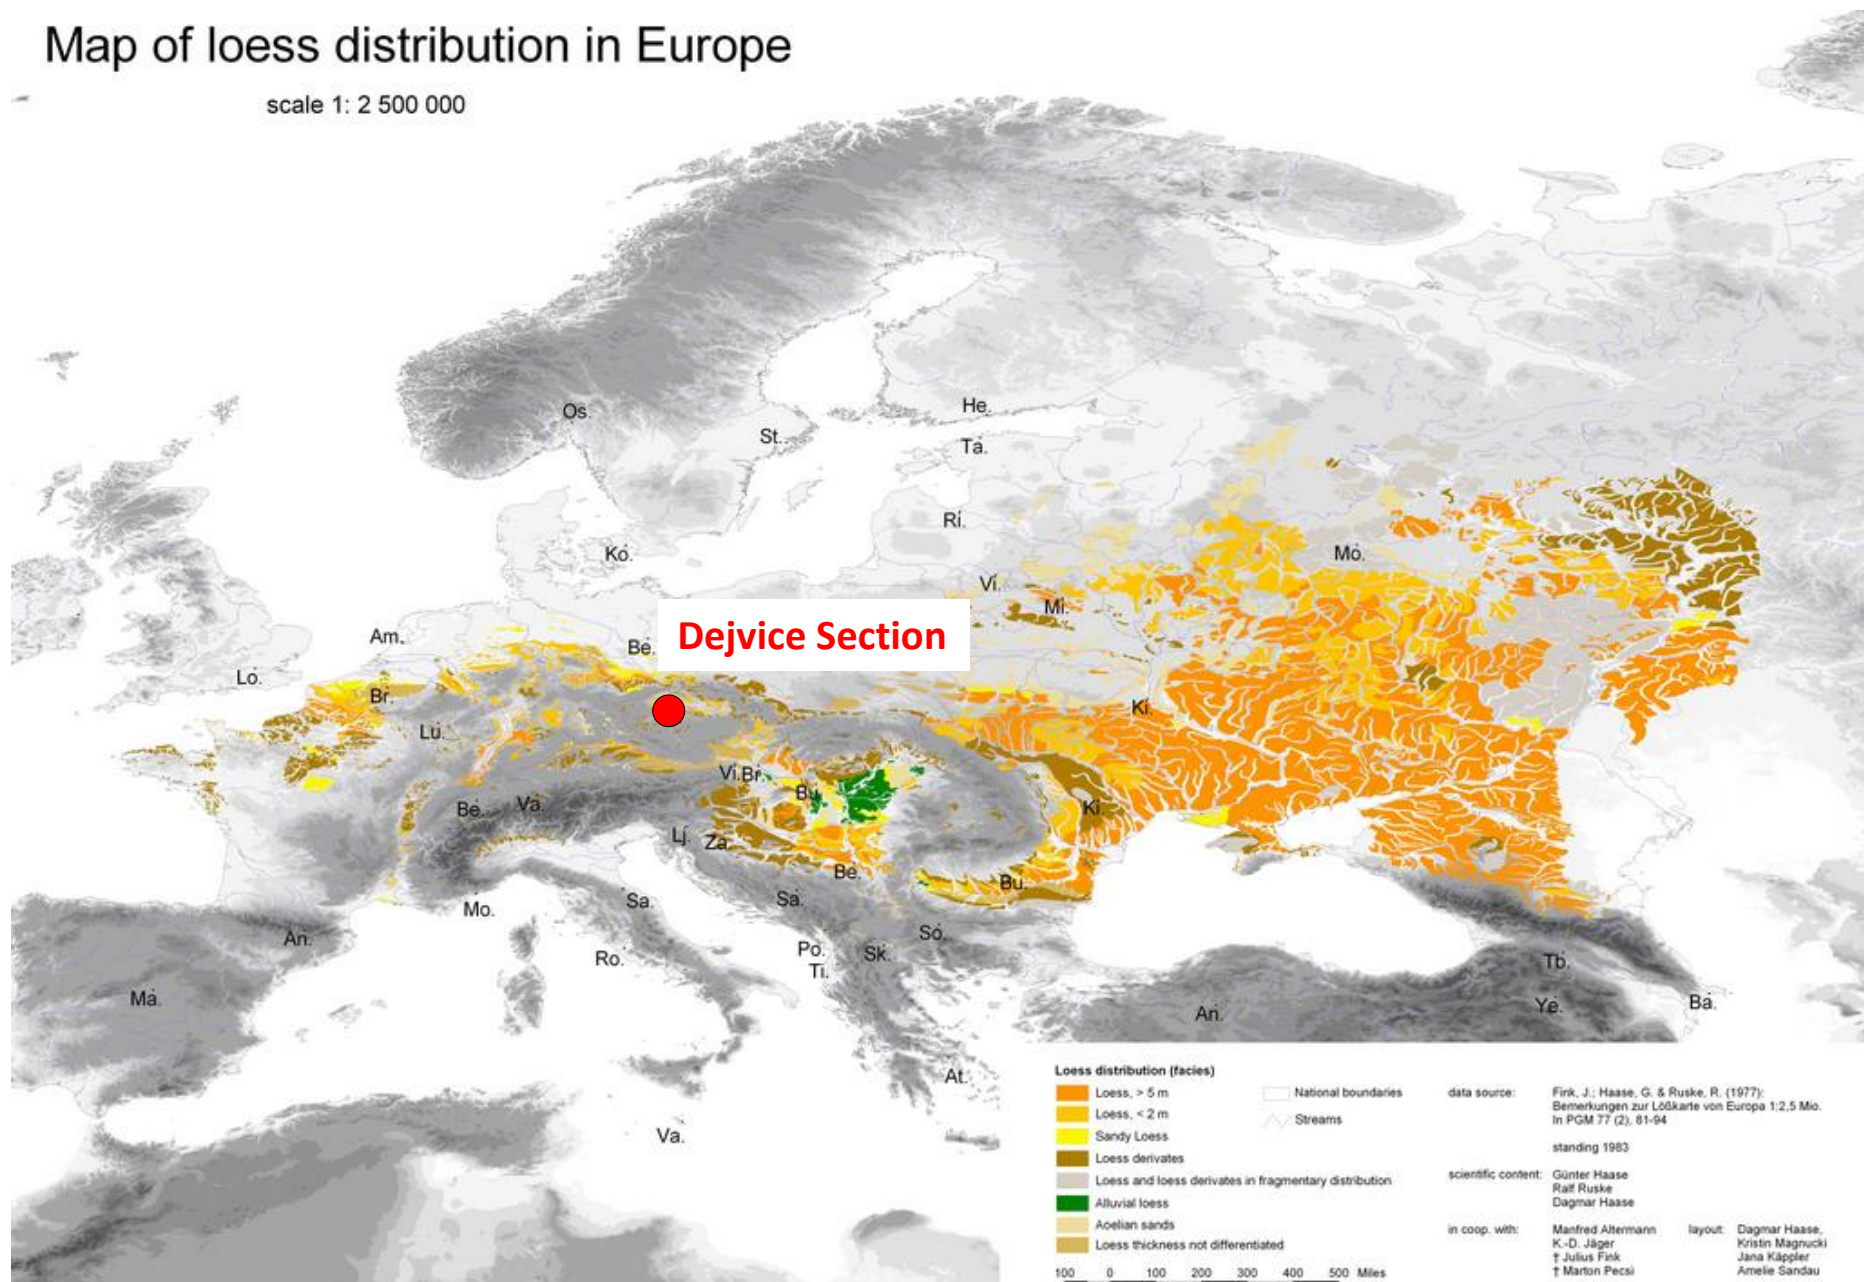 Map of loess distribution in Europe
scale 1: 2 500 000
Os.
He.
St.
Ta.
Ri.
Ko.
Mo.
Vi.
Mi.
Am.
Be.
Dejvice Section
Lo.
Br.
Ki.
Lu.
Vi.
Br.
Bu.
Be.
Va.
Ki.
Lj.
Za.
Be.
Bu.
Mo.
Sa.
Sa.
An.
So.
Ro.
Po.
Sk.
Ti.
Tb.
Ma.
Ye.
Ba.
An.
At.
Va.
Loess distribution (facies)
Loess, > 5 m
Loess, < 2 m
Sandy Loess
Loess derivates
Loess and loess derivates in fragmentary distribution
Alluvial loess
Aoelian sands
Loess thickness not differentiated
National boundaries
Streams
100 0 100 200 300 400 500 Miles
data source: Fink, J.; Haase, G. & Ruske, R. (1977):
Bemerkungen zur Lößkarte von Europa 1:2,5 Mio.
In PGM 77 (2), 81-94
standing 1983
scientific content: Günter Haase
Ralf Ruske
Dagmar Haase
in coop. with: Manfred Altermann
K.-D. Jäger
† Julius Fink
† Marton Pecsi
layout: Dagmar Haase,
Kristin Magnucki
Jana Käppler
Amelie Sandau